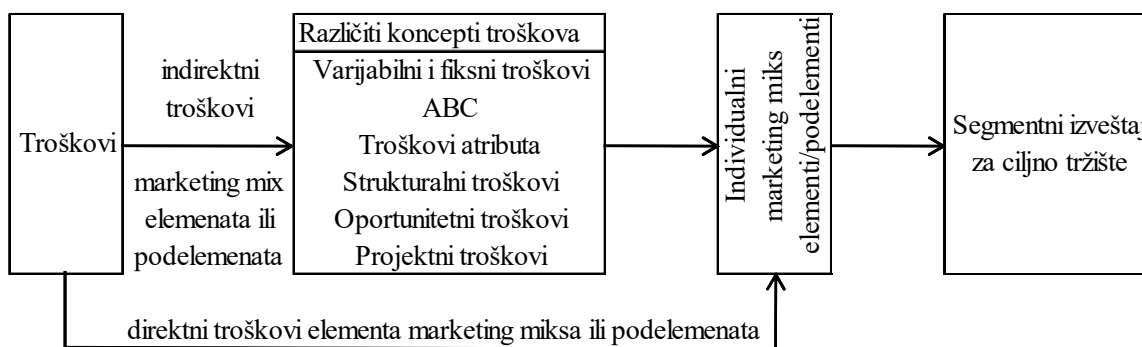 Troškovi
indirektni
troškovi
marketing mix
elemenata ili
podelemenata
Različiti koncepti troškova
Varijabilni i fiksni troškovi
ABC
Troškovi atributa
Strukturalni troškovi
Oportunitetni troškovi
Projektni troškovi
Individualni
marketing miks
elementi/podelementi
Segmentni izveštaj
za ciljno tržište
direktni troškovi elementa marketing miksa ili podelemenata